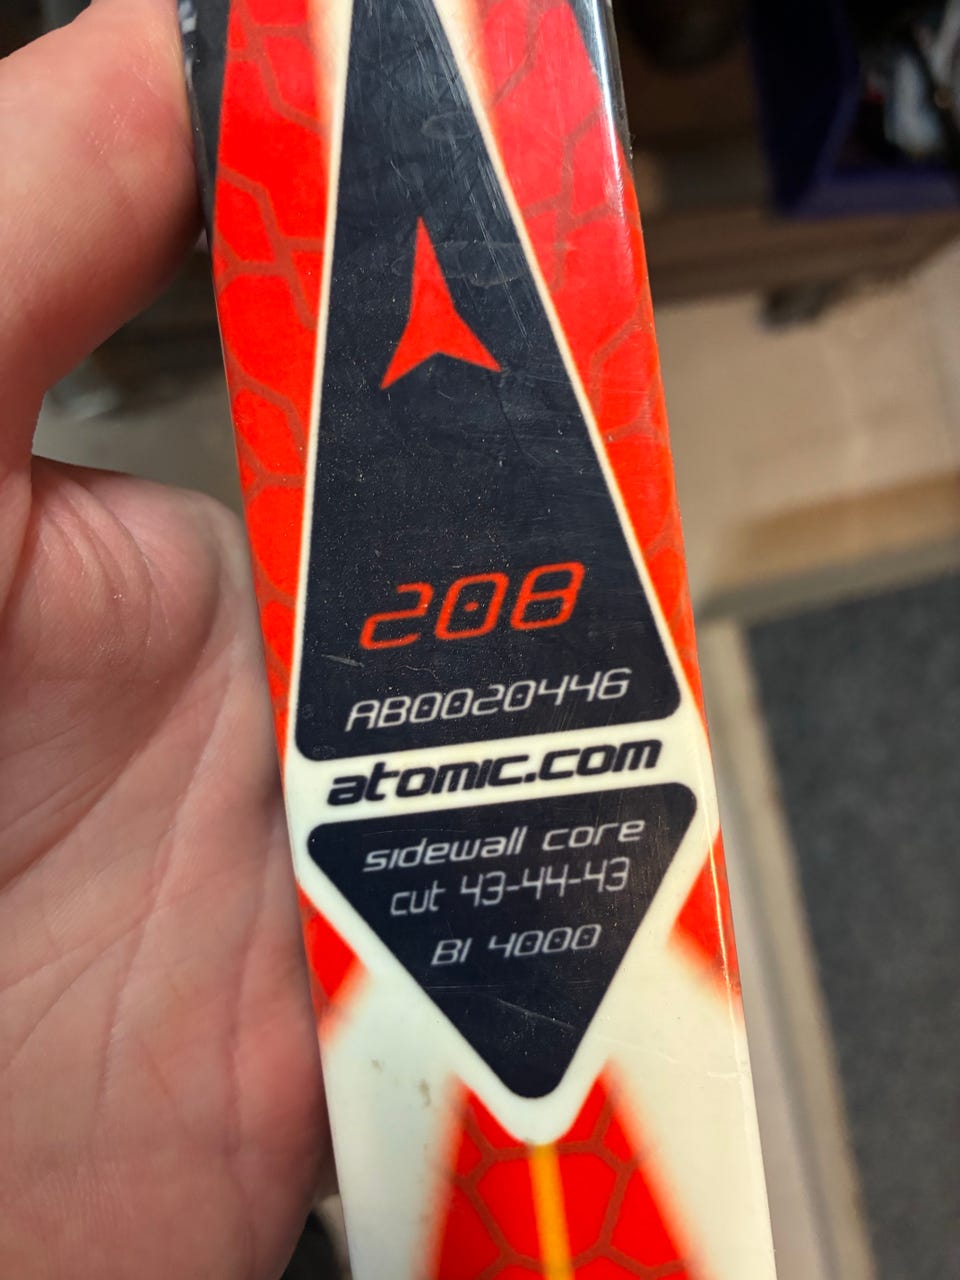 208
AB0020446
atomic.com
sidewall core
cut 43-44-43
BI 4000